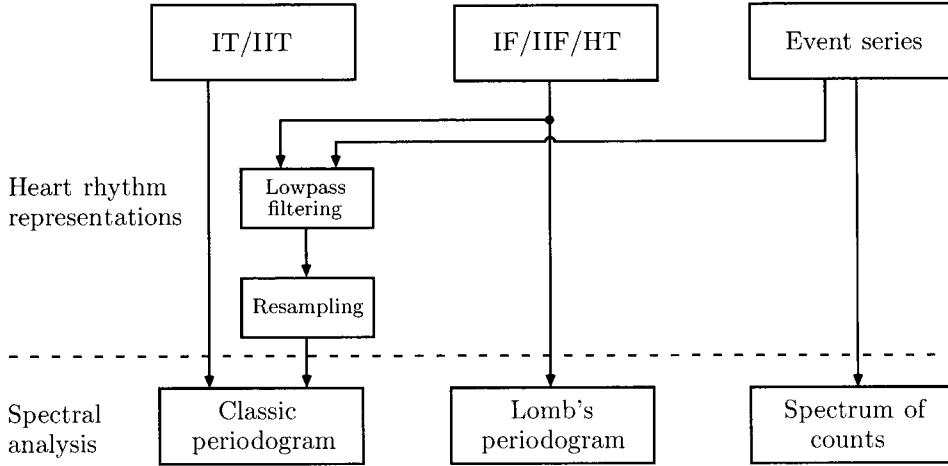 IT/IIT
IF/IIF/HT
Event series
Heart rhythm
representations
Lowpass
filtering
Resampling
Spectral
analysis
Classic
periodogram
Lomb's
periodogram
Spectrum of
counts